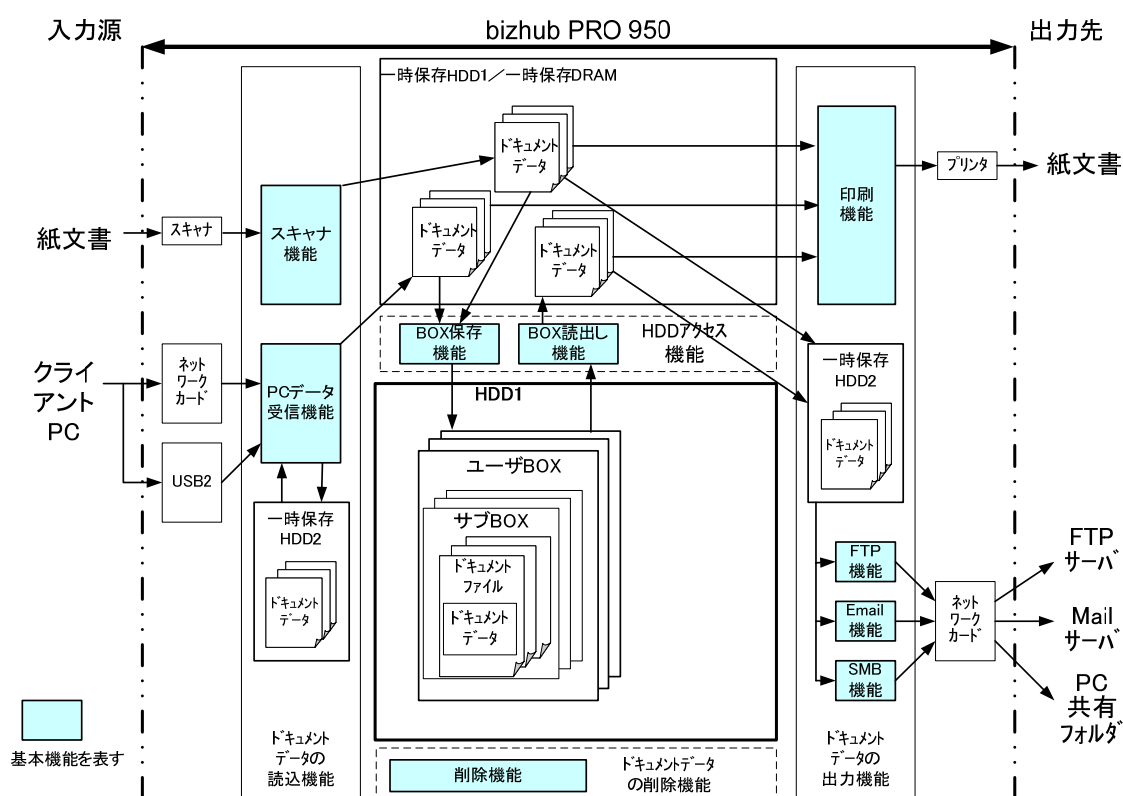 入力源
bizhub PRO 950
出力先
一時保存HDD1／一時保存DRAM
ドキュメント
データ
ドキュメント
データ
ドキュメント
データ
紙文書
スキャナ
スキャナ
機能
印刷
機能
プリンタ
紙文書
BOX保存
機能
BOX読出し
機能
HDDアクセス
機能
クライ
アント
PC
ネット
ワーク
カード
USB2
PCデータ
受信機能
一時保存
HDD2
ドキュメント
データ
HDD1
ユーザBOX
サブBOX
ドキュメント
ファイル
ドキュメント
データ
一時保存
HDD2
ドキュメント
データ
FTP
機能
Email
機能
SMB
機能
ネット
ワーク
カード
FTP
サーバ
Mail
サーバ
PC
共有
フォルダ
基本機能を表す
ドキュメント
データの
読込機能
削除機能
ドキュメントデータ
の削除機能
ドキュメント
データの
出力機能